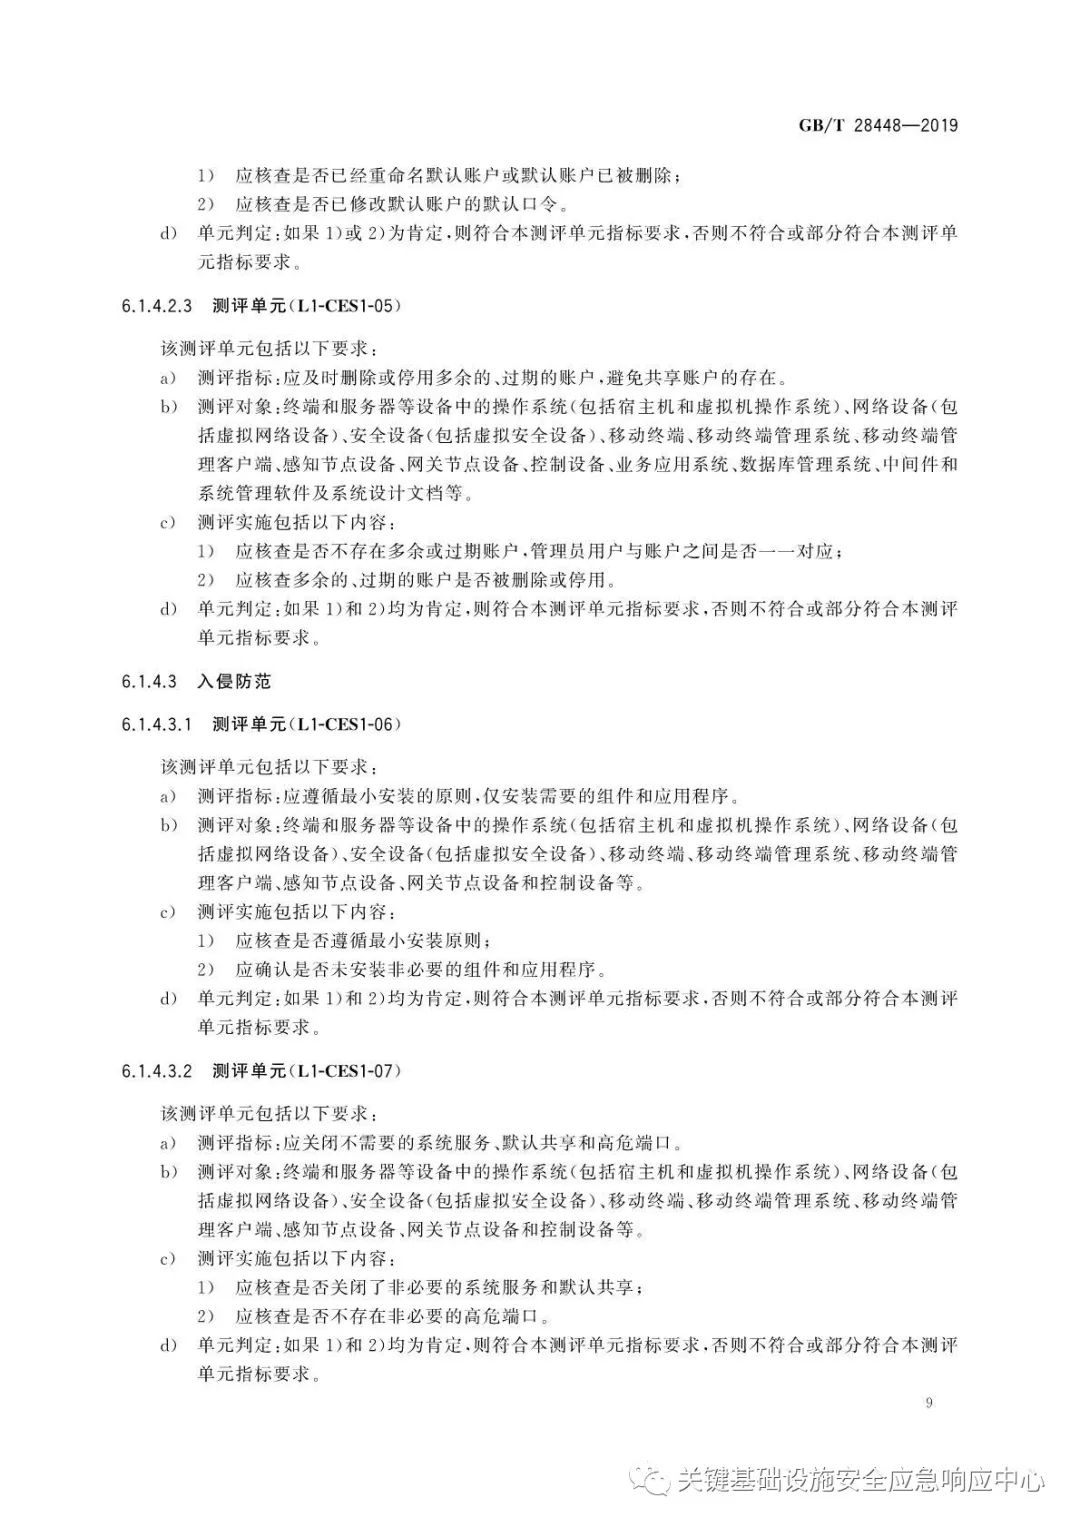 GB/T 28448—2019
1) 应核查是否已经重命名默认账户或默认账户已被删除;
2) 应核查是否已修改默认账户的默认口令。
d) 单元判定:如果1)或2)为肯定,则符合本测评单元指标要求,否则不符合或部分符合本测评单
元指标要求。
6.1.4.2.3 测评单元(L1-CES1-05)
该测评单元包括以下要求:
a) 测评指标:应及时删除或停用多余的、过期的账户,避免共享账户的存在。
b) 测评对象:终端和服务器等设备中的操作系统(包括宿主机和虚拟机操作系统)、网络设备(包
括虚拟网络设备)、安全设备(包括虚拟安全设备)、移动终端、移动终端管理系统、移动终端管
理客户端、感知节点设备、网关节点设备、控制设备、业务应用系统、数据库管理系统、中间件和
系统管理软件及系统设计文档等。
c) 测评实施包括以下内容:
1) 应核查是否不存在多余或过期账户,管理员用户与账户之间是否一一对应;
2) 应核查多余的、过期的账户是否被删除或停用。
d) 单元判定:如果1)和2)均为肯定,则符合本测评单元指标要求,否则不符合或部分符合本测评
单元指标要求。
6.1.4.3 入侵防范
6.1.4.3.1 测评单元(L1-CES1-06)
该测评单元包括以下要求:
a) 测评指标:应遵循最小安装的原则,仅安装需要的组件和应用程序。
b) 测评对象:终端和服务器等设备中的操作系统(包括宿主机和虚拟机操作系统)、网络设备(包
括虚拟网络设备)、安全设备(包括虚拟安全设备)、移动终端、移动终端管理系统、移动终端管
理客户端、感知节点设备、网关节点设备和控制设备等。
c) 测评实施包括以下内容:
1) 应核查是否遵循最小安装原则;
2) 应确认是否未安装非必要的组件和应用程序。
d) 单元判定:如果1)和2)均为肯定,则符合本测评单元指标要求,否则不符合或部分符合本测评
单元指标要求。
6.1.4.3.2 测评单元(L1-CES1-07)
该测评单元包括以下要求:
a) 测评指标:应关闭不需要的系统服务、默认共享和高危端口。
b) 测评对象:终端和服务器等设备中的操作系统(包括宿主机和虚拟机操作系统)、网络设备(包
括虚拟网络设备)、安全设备(包括虚拟安全设备)、移动终端、移动终端管理系统、移动终端管
理客户端、感知节点设备、网关节点设备和控制设备等。
c) 测评实施包括以下内容:
1) 应核查是否关闭了非必要的系统服务和默认共享;
2) 应核查是否不存在非必要的高危端口。
d) 单元判定:如果1)和2)均为肯定,则符合本测评单元指标要求,否则不符合或部分符合本测评
单元指标要求。
9
关键基础设施安全应急响应中心